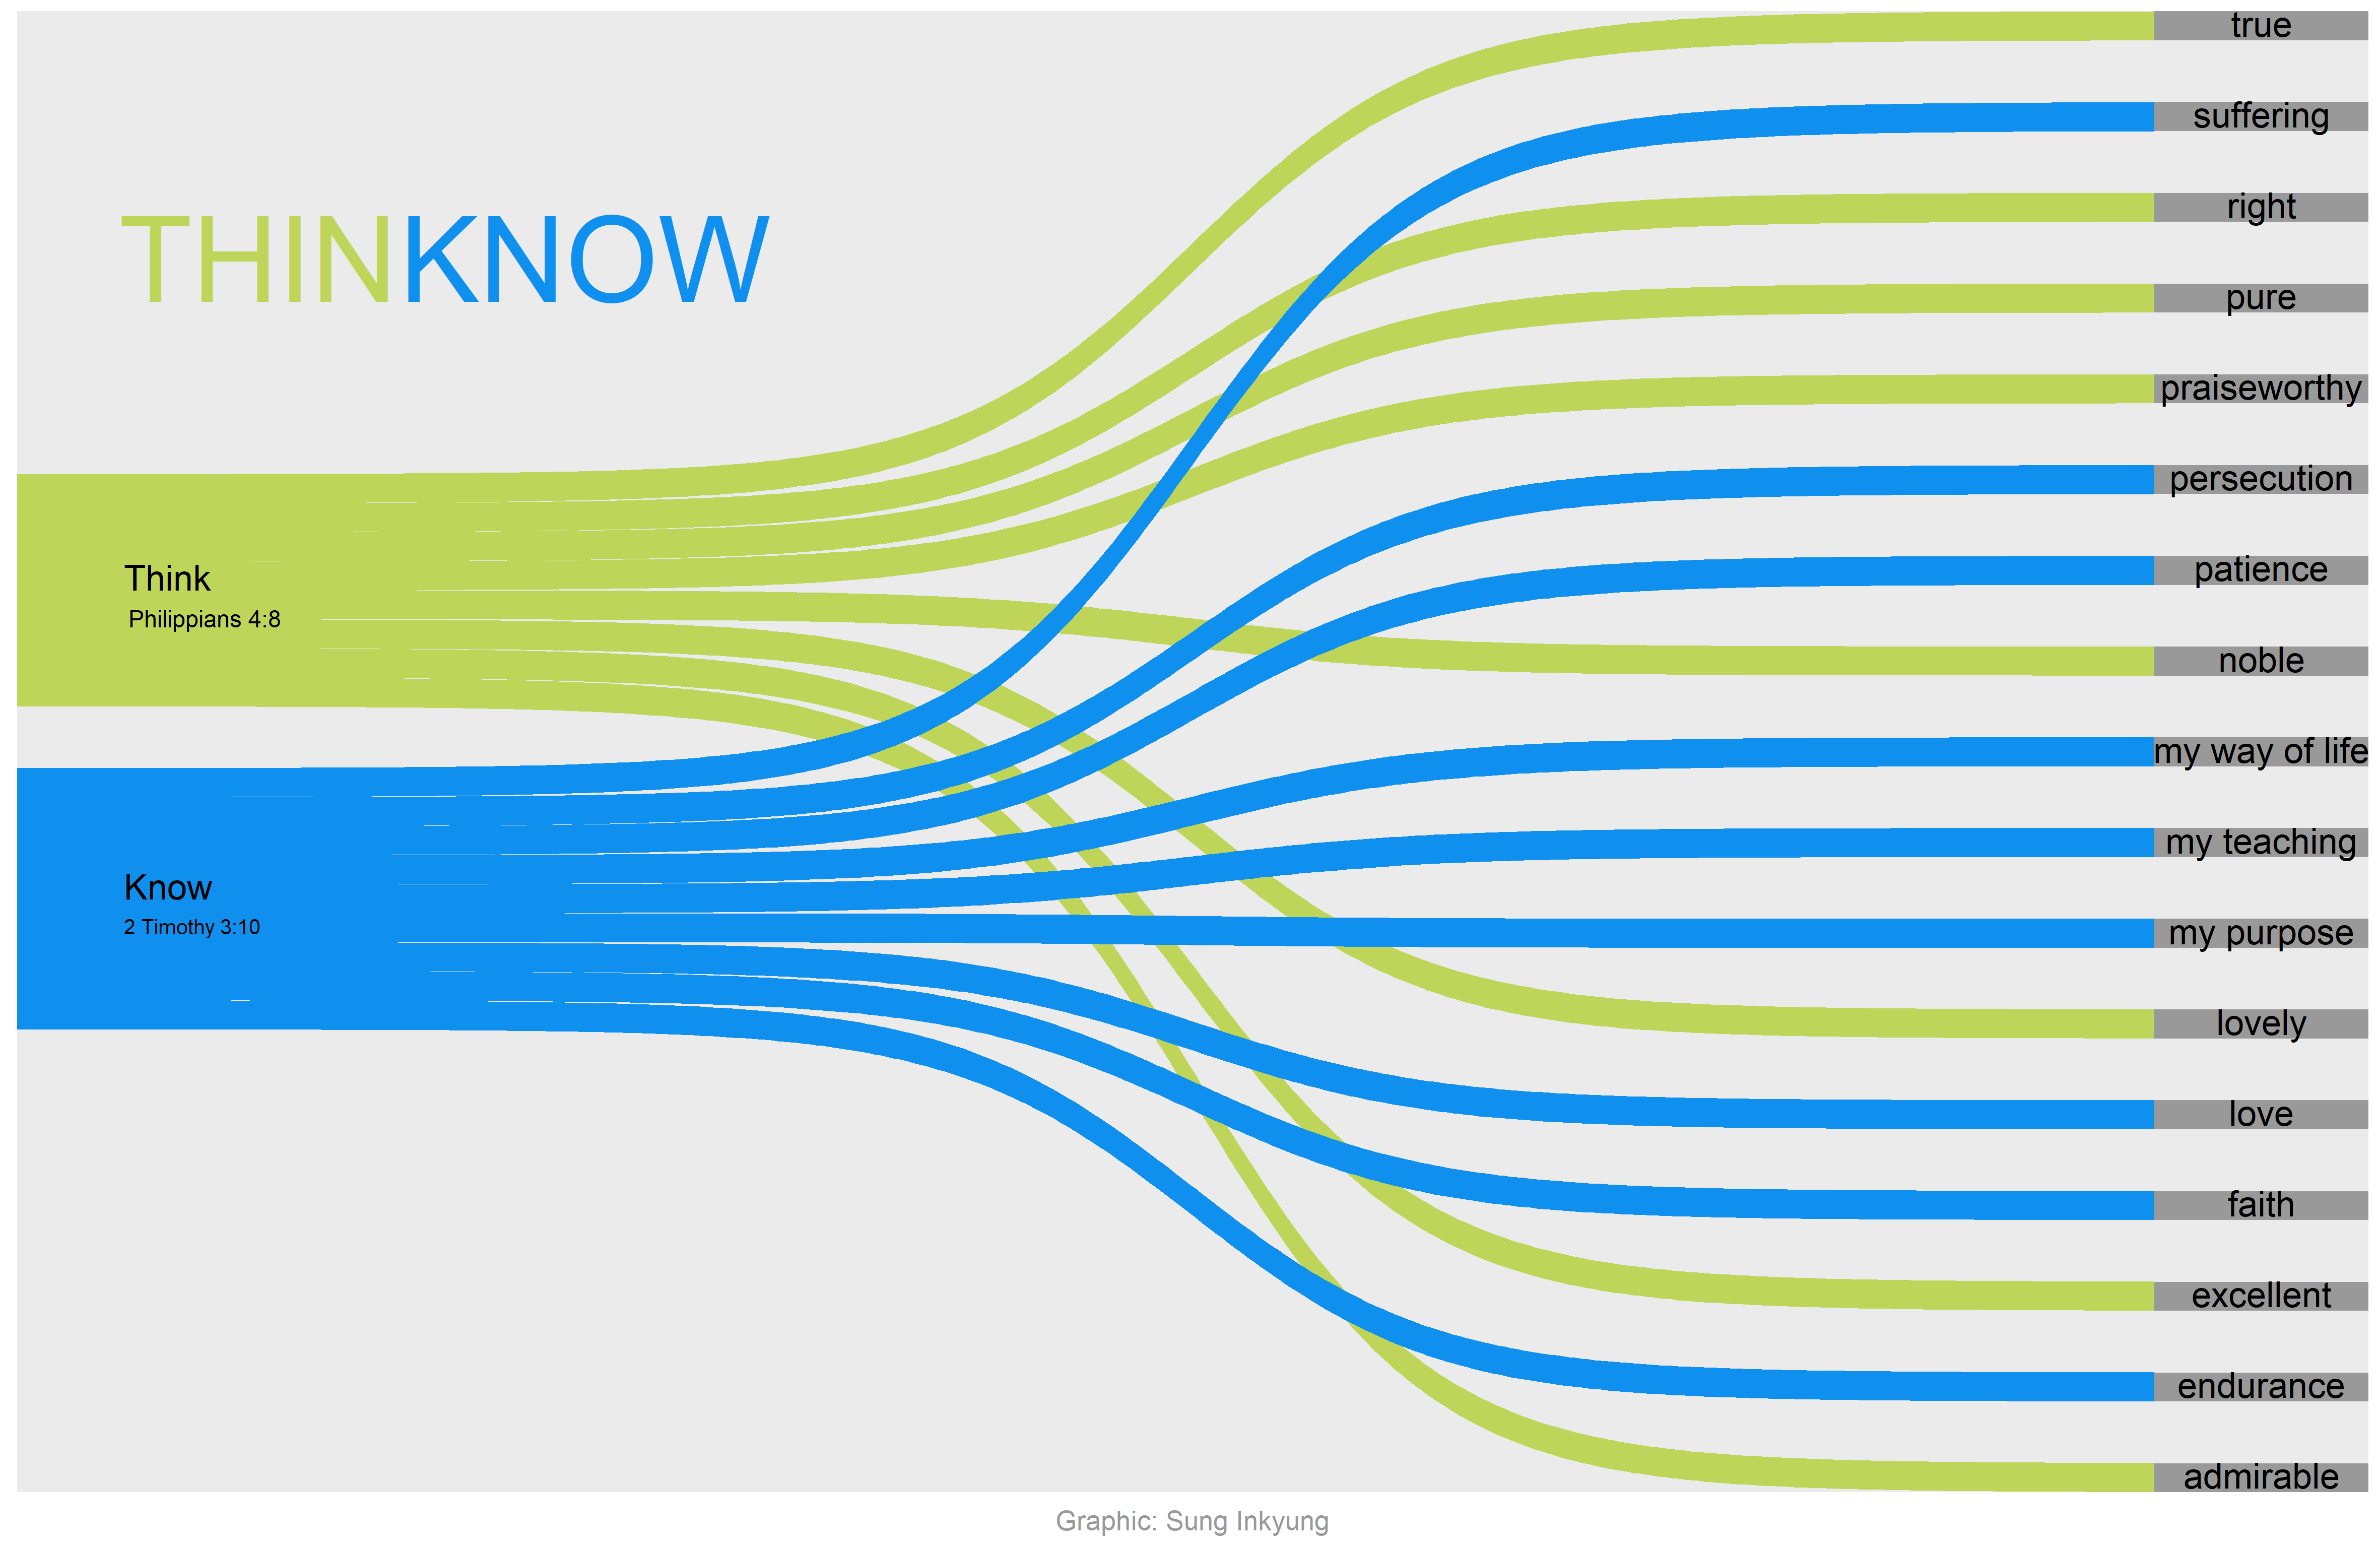 THINKNOW
Think
Philippians 4:8
Know
2 Timothy 3:10
true
suffering
right
pure
praiseworthy
persecution
patience
noble
my way of life
my teaching
my purpose
lovely
love
faith
excellent
endurance
admirable
Graphic: Sung Inkyung